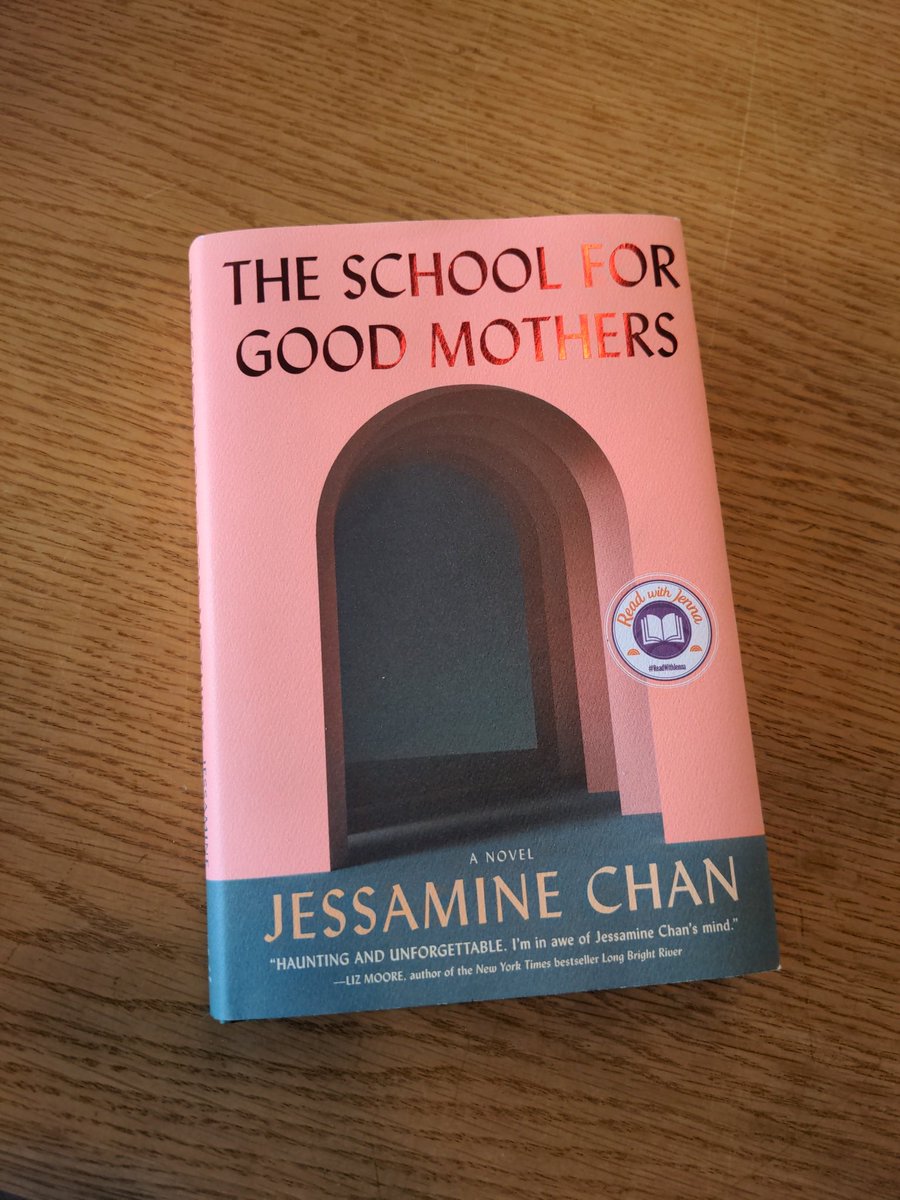 THE SCHOOL FOR
GOOD MOTHERS
Read with Jenna
#ReadWithJenna
A NOVEL
JESSAMINE CHAN
“HAUNTING AND UNFORGETTABLE. I'm in awe of Jessamine Chan's mind.”
—LIZ MOORE, author of the New York Times bestseller Long Bright River
JESSAMINE